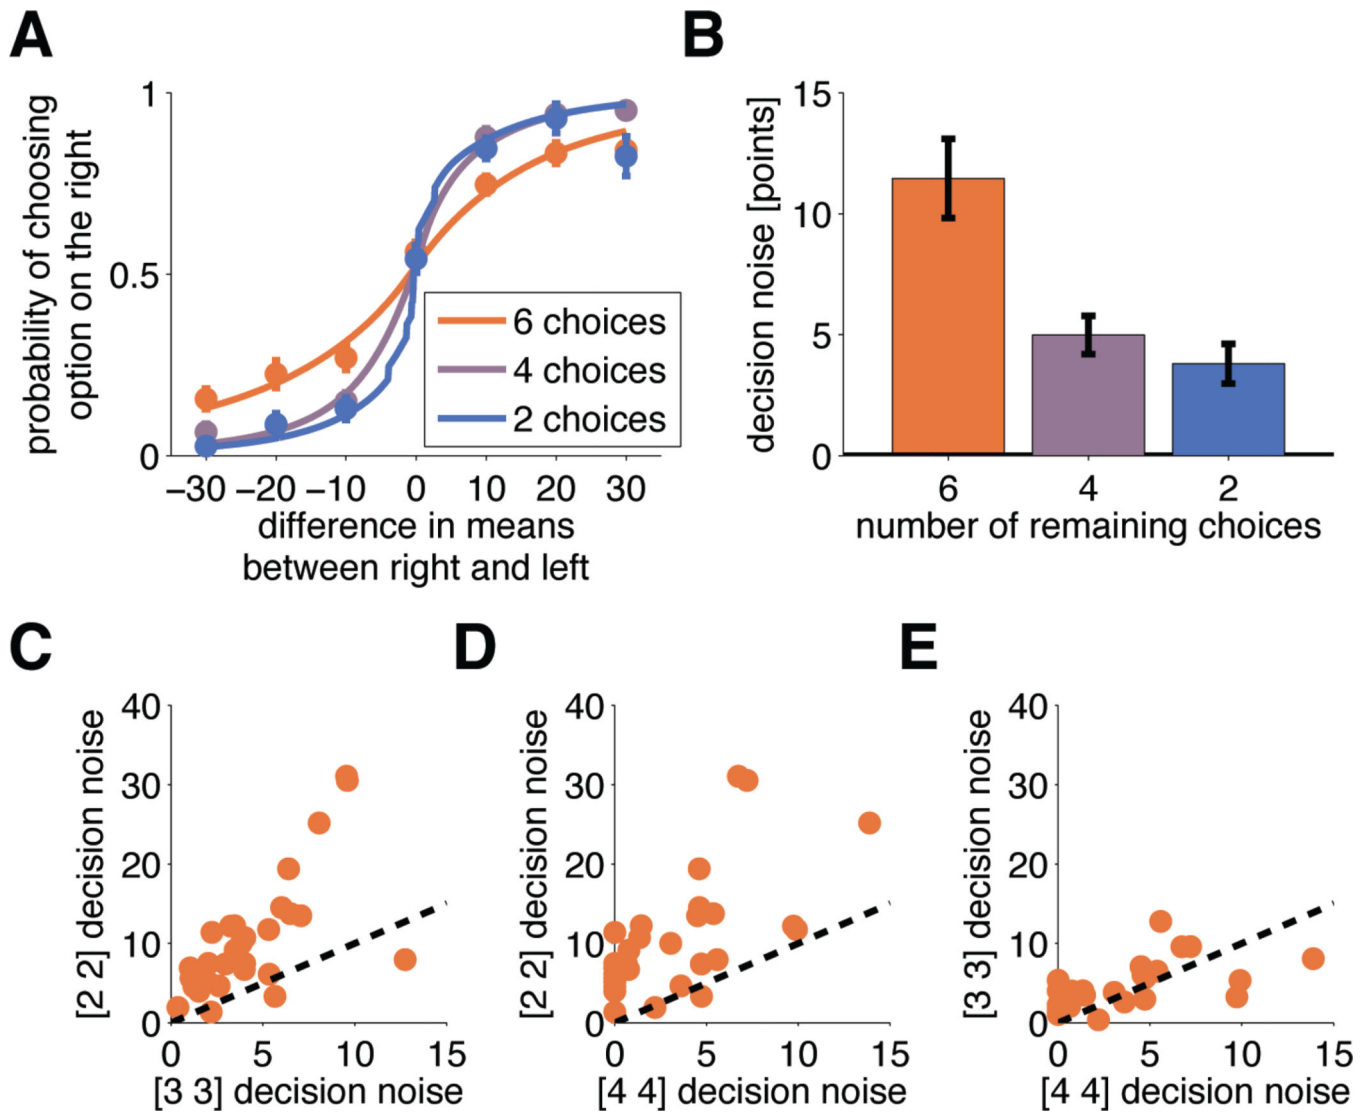 A
probability of choosing
option on the right
1
0.5
0
−30 −20 −10 0 10 20 30
difference in means
between right and left
6 choices
4 choices
2 choices
B
decision noise [points]
15
10
5
0
6 4 2
number of remaining choices
C
[2 2] decision noise
40
30
20
10
0
0 5 10 15
[3 3] decision noise
D
[2 2] decision noise
40
30
20
10
0
0 5 10 15
[4 4] decision noise
E
[3 3] decision noise
40
30
20
10
0
0 5 10 15
[4 4] decision noise